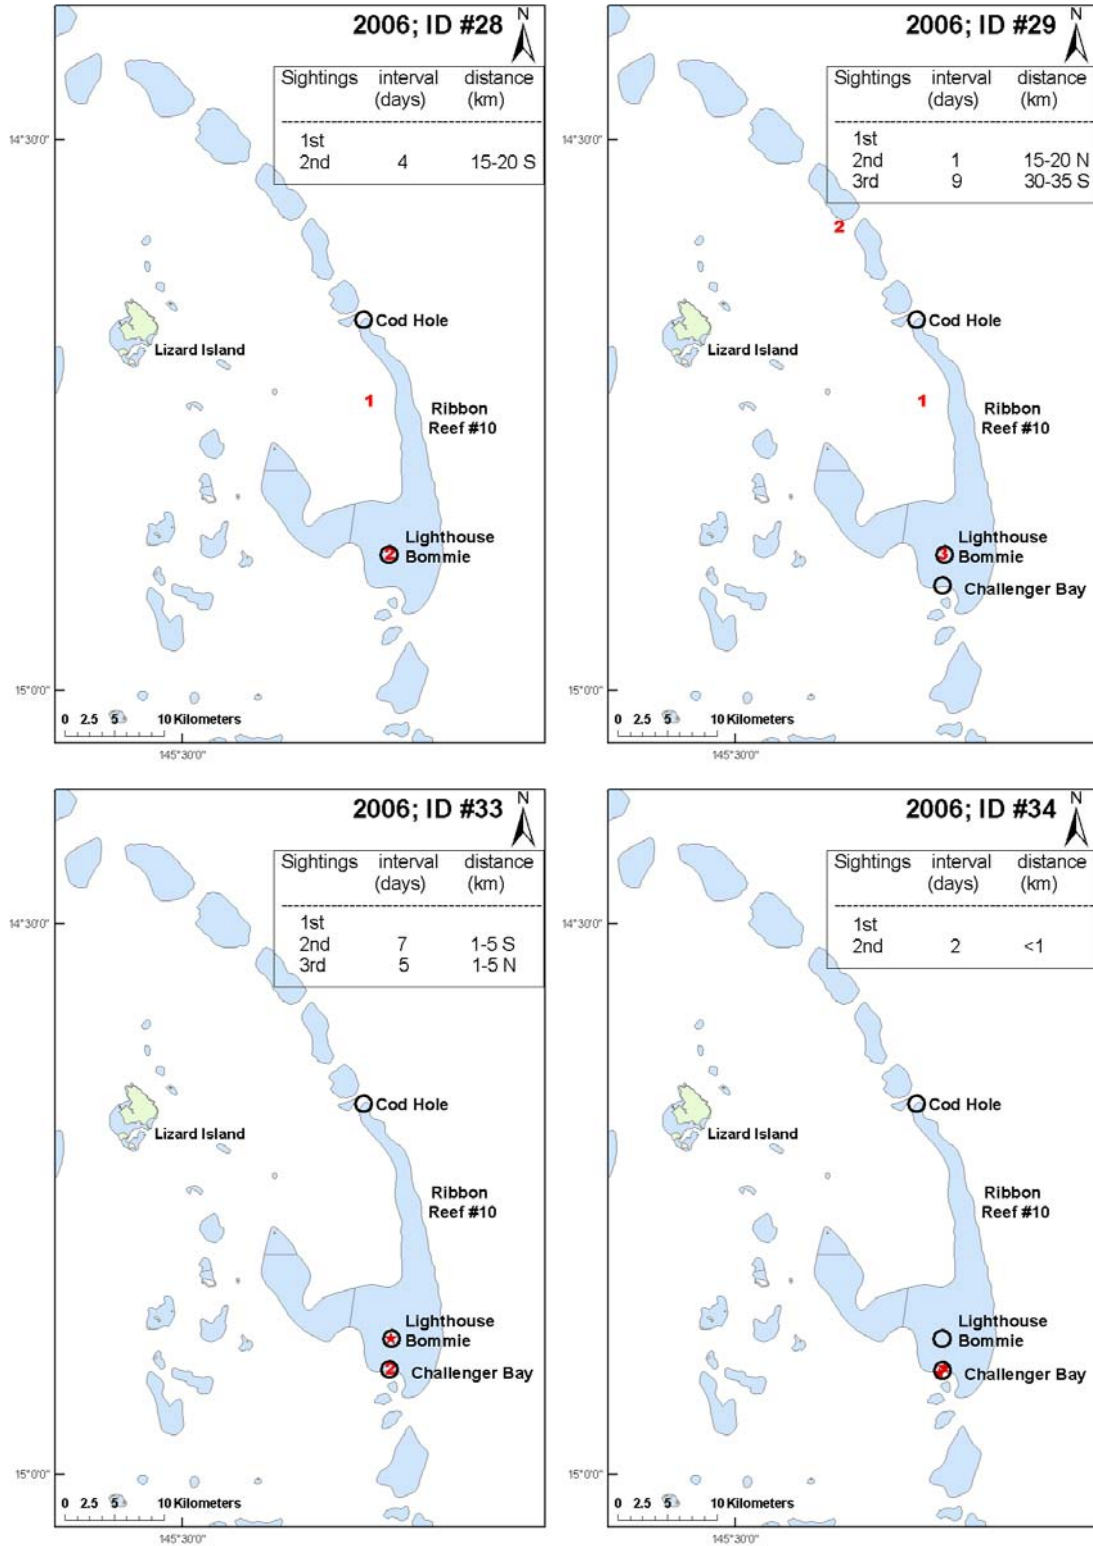 2006; ID #28
N
Sightings interval distance
(days) (km)
1st
2nd 4 15-20 S
14°30'0"
Cod Hole
Lizard Island
1
Ribbon
Reef #10
Lighthouse
2 Bommie
15°0'0"
0 2.5 5 10 Kilometers
145°30'0"
2006; ID #29
N
Sightings interval distance
(days) (km)
1st
2nd 1 15-20 N
3rd 9 30-35 S
2
Cod Hole
Lizard Island
1
Ribbon
Reef #10
Lighthouse
3 Bommie
Challenger Bay
15°0'0"
0 2.5 5 10 Kilometers
145°30'0"
2006; ID #33
N
Sightings interval distance
(days) (km)
1st
2nd 7 1-5 S
3rd 5 1-5 N
14°30'0"
Cod Hole
Lizard Island
Ribbon
Reef #10
Lighthouse
Bommie
2 Challenger Bay
15°0'0"
0 2.5 5 10 Kilometers
145°30'0"
2006; ID #34
N
Sightings interval distance
(days) (km)
1st
2nd 2 <1
14°30'0"
Cod Hole
Lizard Island
Ribbon
Reef #10
Lighthouse
Bommie
Challenger Bay
15°0'0"
0 2.5 5 10 Kilometers
145°30'0"